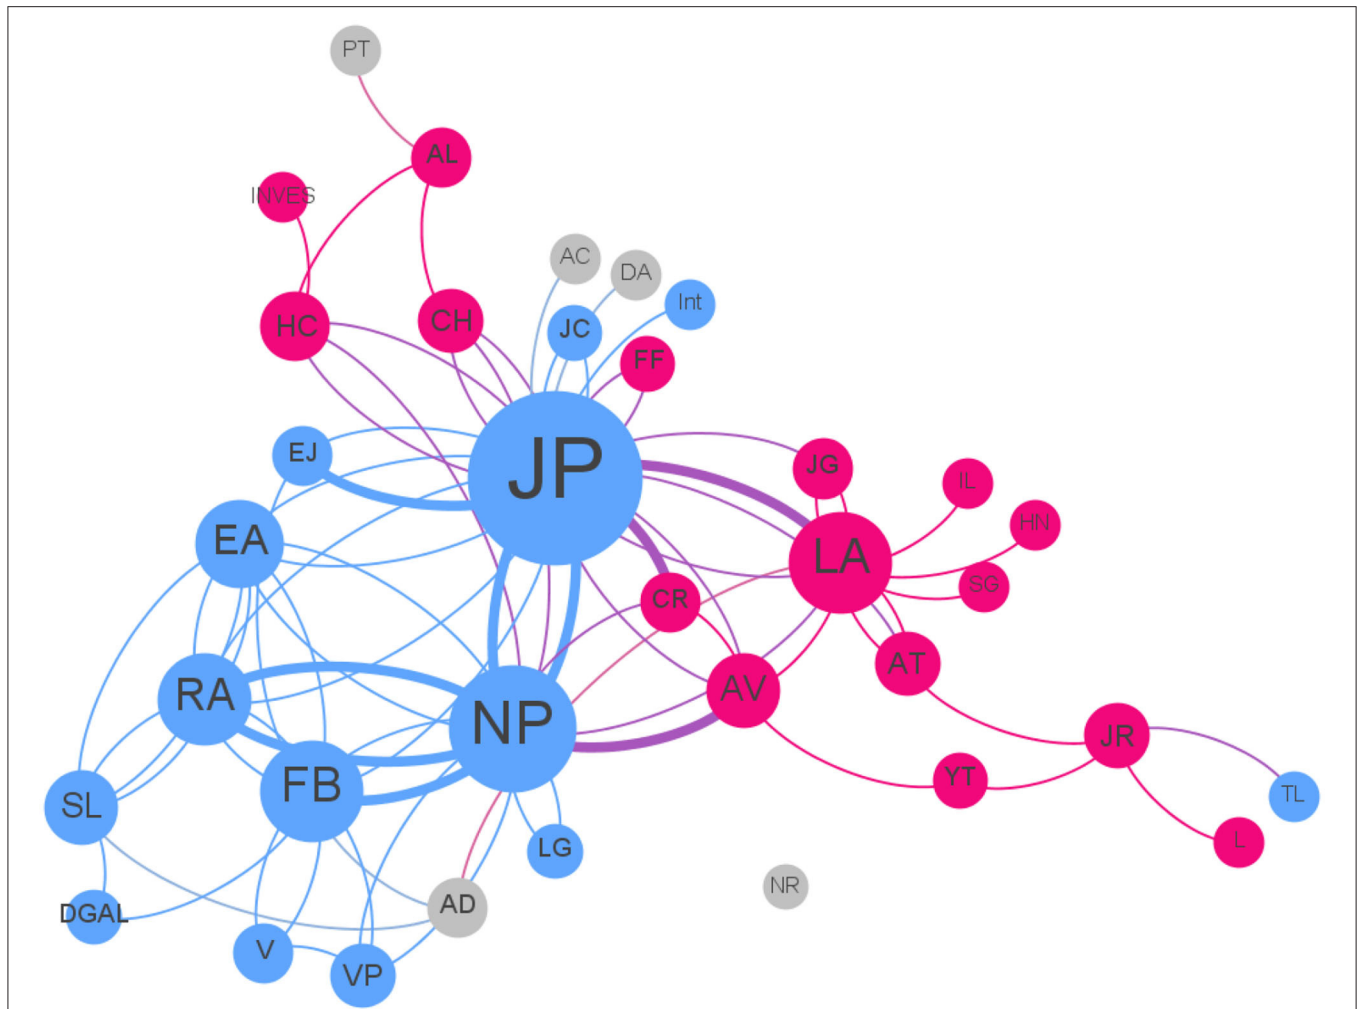 PT
AL
INVES
AC
DA
Int
HC
CH
JC
FF
EJ
JP
JG
IL
HN
EA
LA
SG
CR
RA
NP
AV
AT
JR
FB
YT
TL
SL
LG
L
NR
DGAL
AD
V
VP